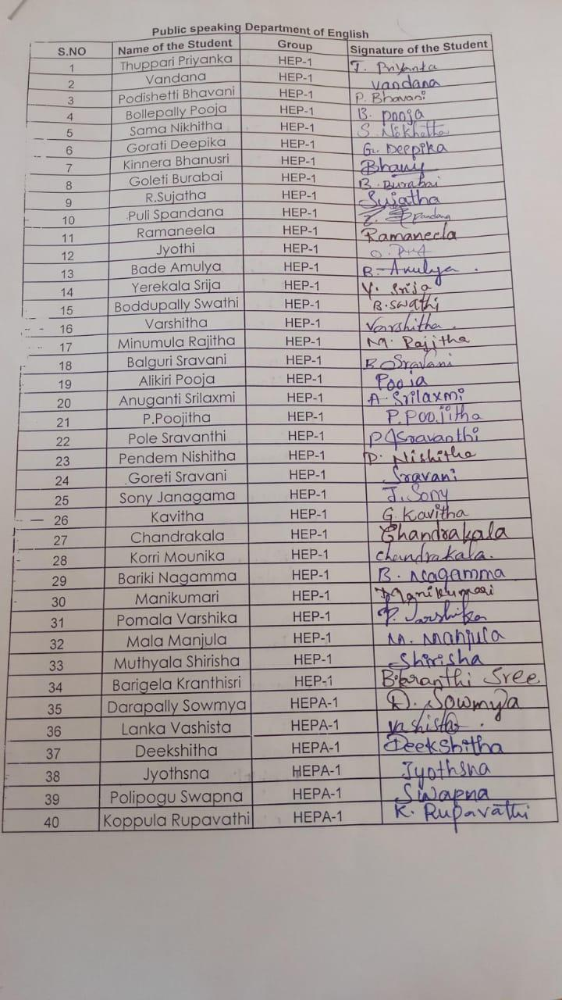 Public speaking Department of English
S.NO Name of the Student Group Signature of the Student
1 Thuppari Priyanka HEP-1 T. Priyanka
2 Vandana HEP-1 vandana
3 Podishetti Bhavani HEP-1 P. Bhavani
4 Bollepally Pooja HEP-1 B. pooja
5 Sama Nikhitha HEP-1 S. Nikhitha
6 Gorati Deepika HEP-1 G. Deepika
7 Kinnera Bhanusri HEP-1
8 Goleti Burabai HEP-1 B. Burabai
9 R.Sujatha HEP-1 Sujatha
10 Puli Spandana HEP-1
11 Ramaneela HEP-1 Ramaneela
12 Jyothi HEP-1
13 Bade Amulya HEP-1 B. Amulya
14 Yerekala Srija HEP-1 Y. Srija
15 Boddupally Swathi HEP-1 B. swathi
16 Varshitha HEP-1 Varshitha
17 Minumula Rajitha HEP-1 M. Rajitha
18 Balguri Sravani HEP-1 B Sravani
19 Alikiri Pooja HEP-1 Pooja
20 Anuganti Srilaxmi HEP-1 A Srilaxmi
21 P.Poojitha HEP-1 P. Poojitha
22 Pole Sravanthi HEP-1 P Sravanthi
23 Pendem Nishitha HEP-1 P. Nishitha
24 Goreti Sravani HEP-1 Sravani
25 Sony Janagama HEP-1 J. Sony
26 Kavitha HEP-1 G. Kavitha
27 Chandrakala HEP-1 Chandrakala
28 Korri Mounika HEP-1 Chandrakala.
29 Bariki Nagamma HEP-1 B. Nagamma
30 Manikumari HEP-1 Manikumari
31 Pomala Varshika HEP-1 P. Varshika
32 Mala Manjula HEP-1 M. Manjula
33 Muthyala Shirisha HEP-1 Shirisha
34 Barigela Kranthisri HEP-1 B. Kranthi Sree
35 Darapally Sowmya HEPA-1 D. Sowmya
36 Lanka Vashista HEPA-1 Vashista
37 Deekshitha HEPA-1 Deekshitha
38 Jyothsna HEPA-1 Jyothsna
39 Polipogu Swapna HEPA-1 Swapna
40 Koppula Rupavathi HEPA-1 K. Rupavathi